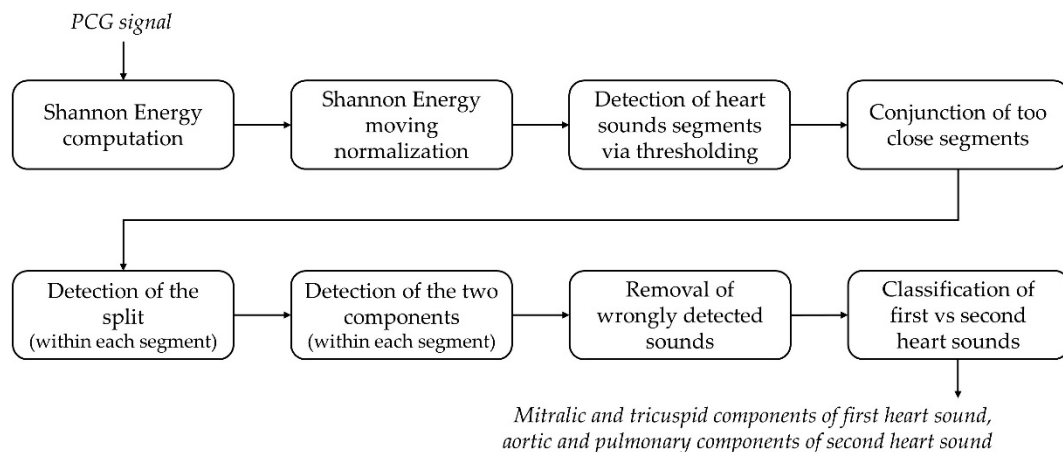 PCG signal
Shannon Energy
computation
Shannon Energy
moving
normalization
Detection of heart
sounds segments
via thresholding
Conjunction of too
close segments
Detection of the
split
(within each segment)
Detection of the two
components
(within each segment)
Removal of
wrongly detected
sounds
Classification of
first vs second
heart sounds
Mitralic and tricuspid components of first heart sound,
aortic and pulmonary components of second heart sound